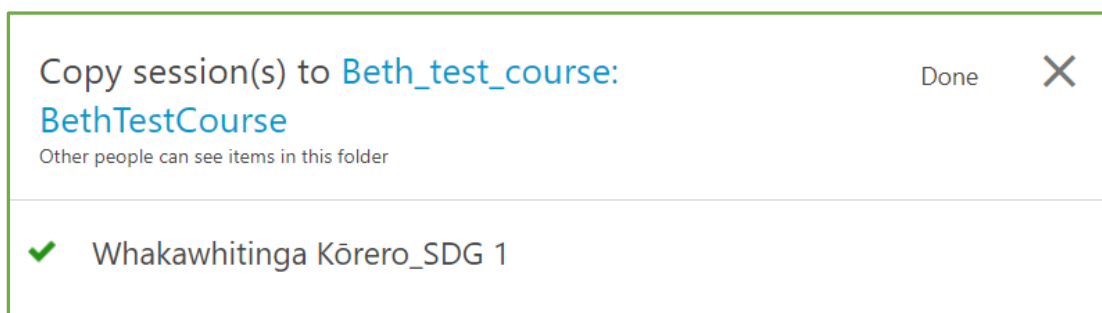 Copy session(s) to Beth_test_course:
BethTestCourse
Done
Other people can see items in this folder
Whakawhitinga Kōrero_SDG 1